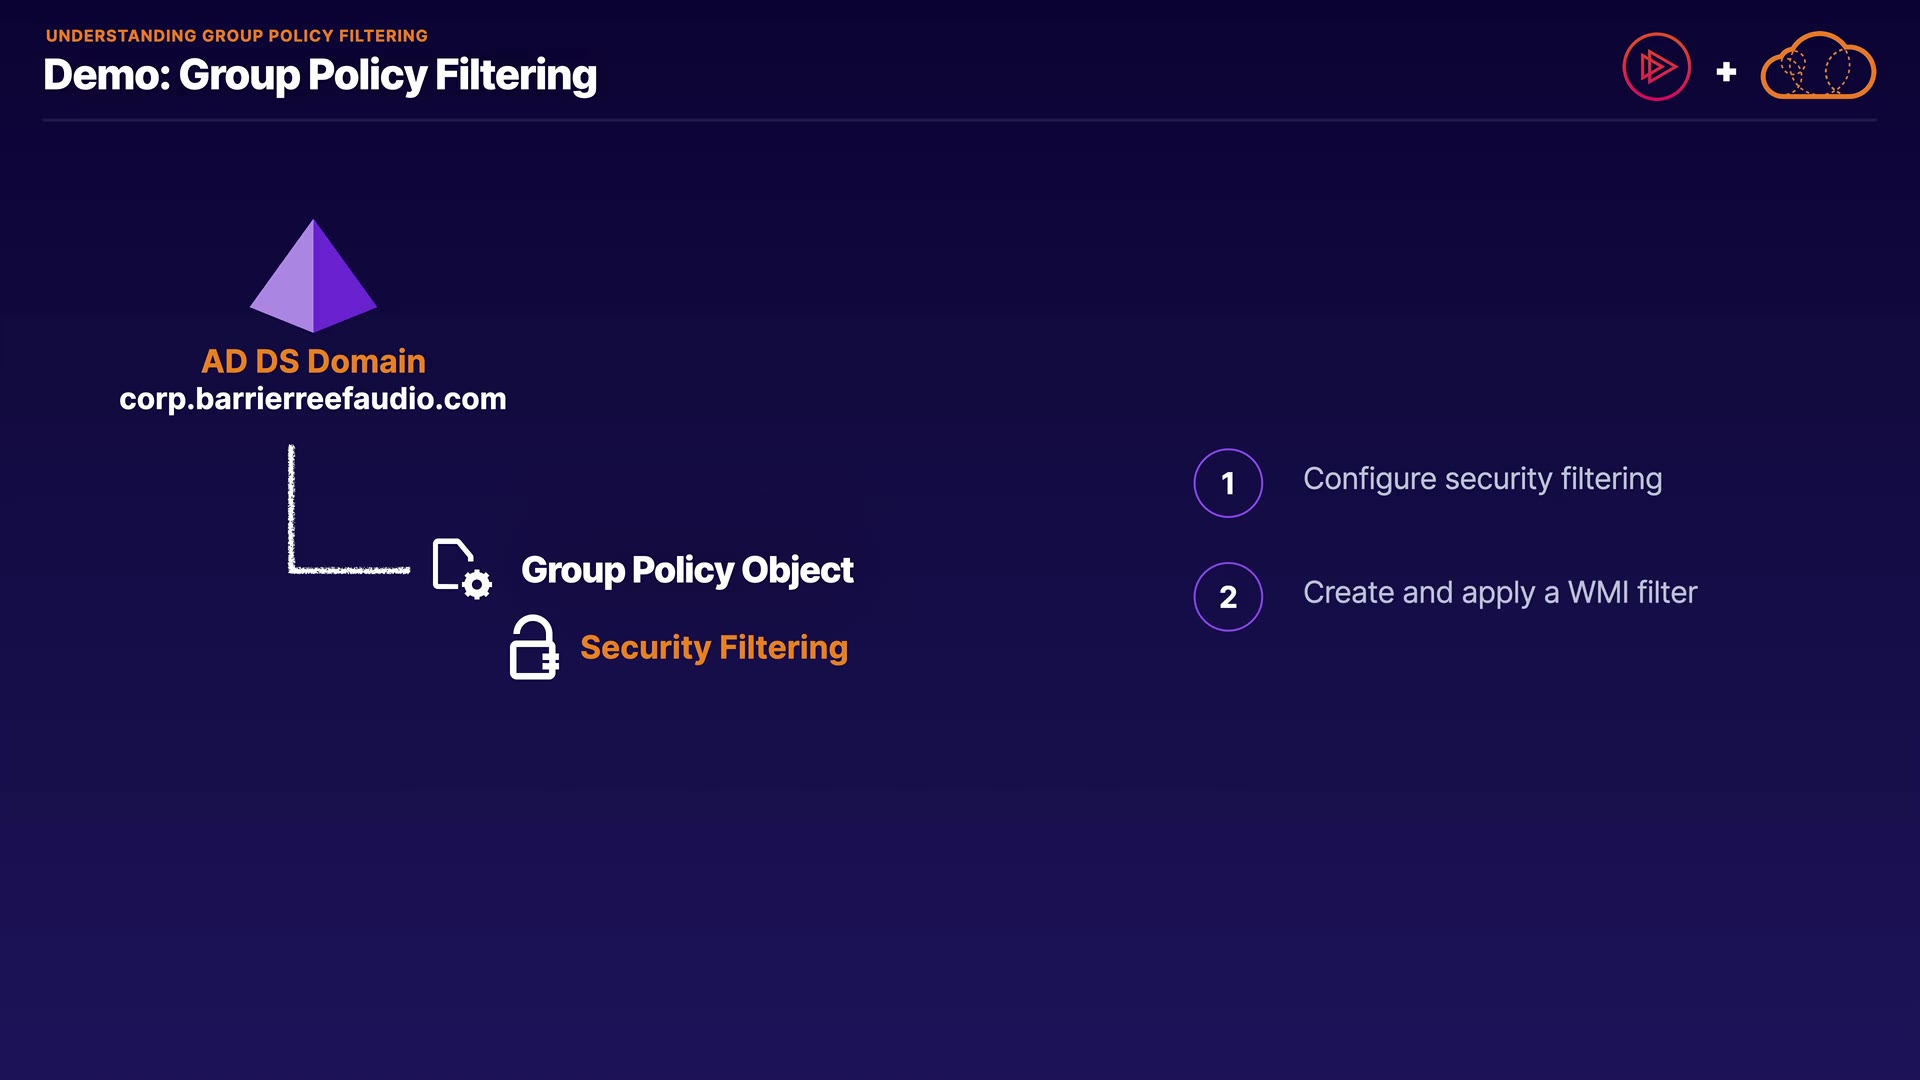 UNDERSTANDING GROUP POLICY FILTERING
Demo: Group Policy Filtering
AD DS Domain
corp.barrierreefaudio.com
Group Policy Object
Security Filtering
1 Configure security filtering
2 Create and apply a WMI filter